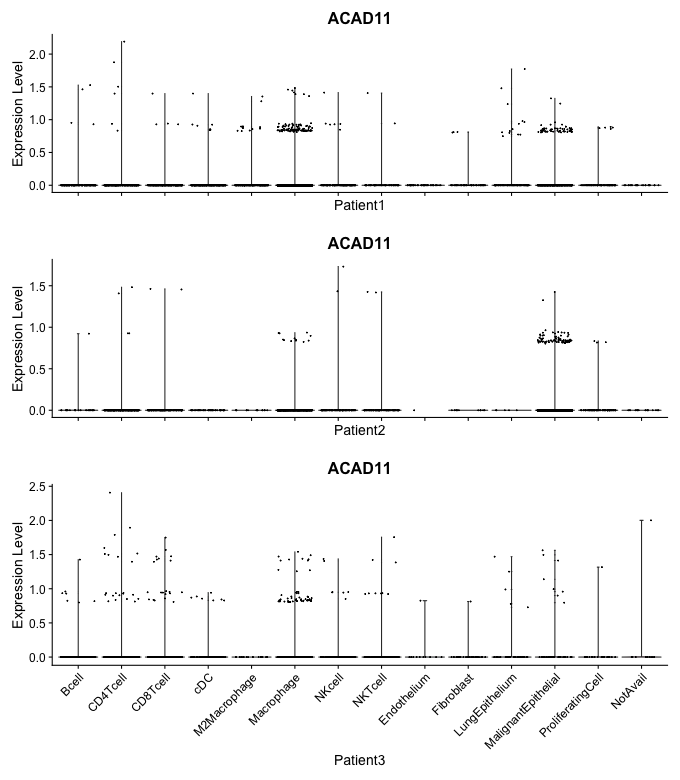 ACAD11
Expression Level
2.0
1.5
1.0
0.5
0.0
Patient1
ACAD11
Expression Level
1.5
1.0
0.5
0.0
Patient2
ACAD11
Expression Level
2.5
2.0
1.5
1.0
0.5
0.0
Bcell
CD4Tcell
CD8Tcell
cDC
M2Macrophage
Macrophage
NKcell
NKTcell
Endothelium
Fibroblast
LungEpithelium
MalignantEpithelial
ProliferatingCell
NotAvail
Patient3